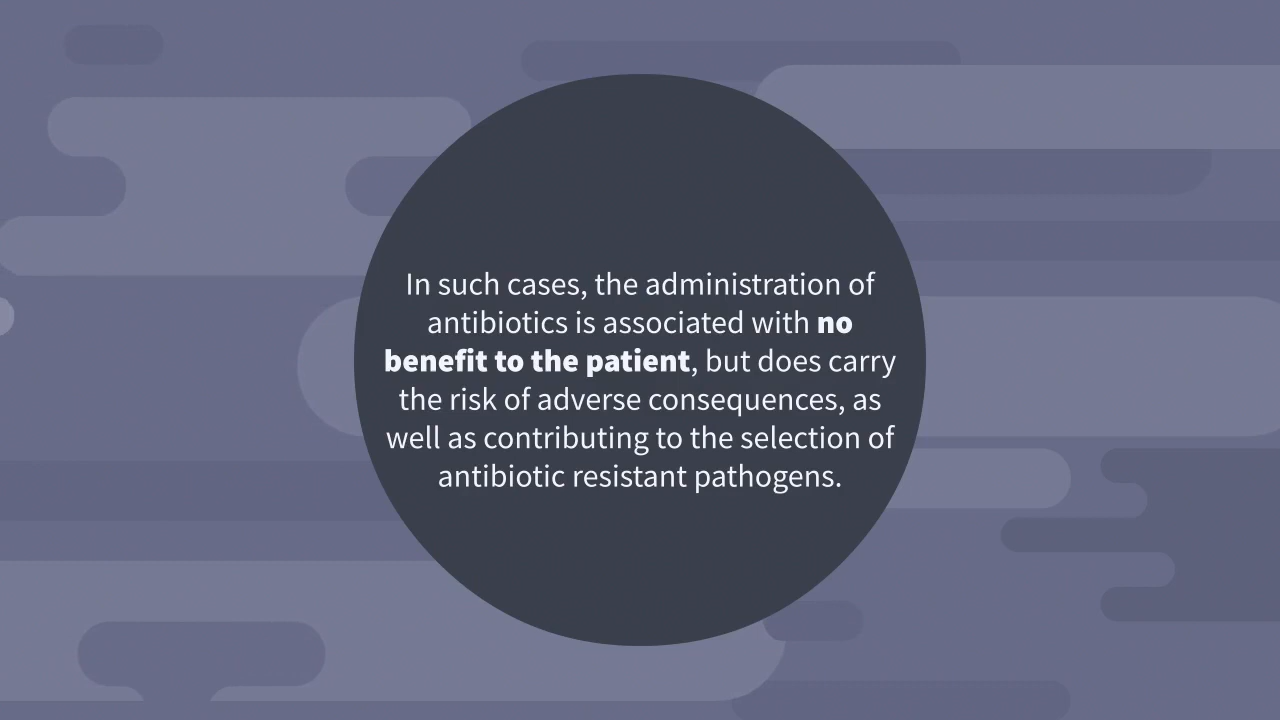 In such cases, the administration of
antibiotics is associated with no
benefit to the patient, but does carry
the risk of adverse consequences, as
well as contributing to the selection of
antibiotic resistant pathogens.